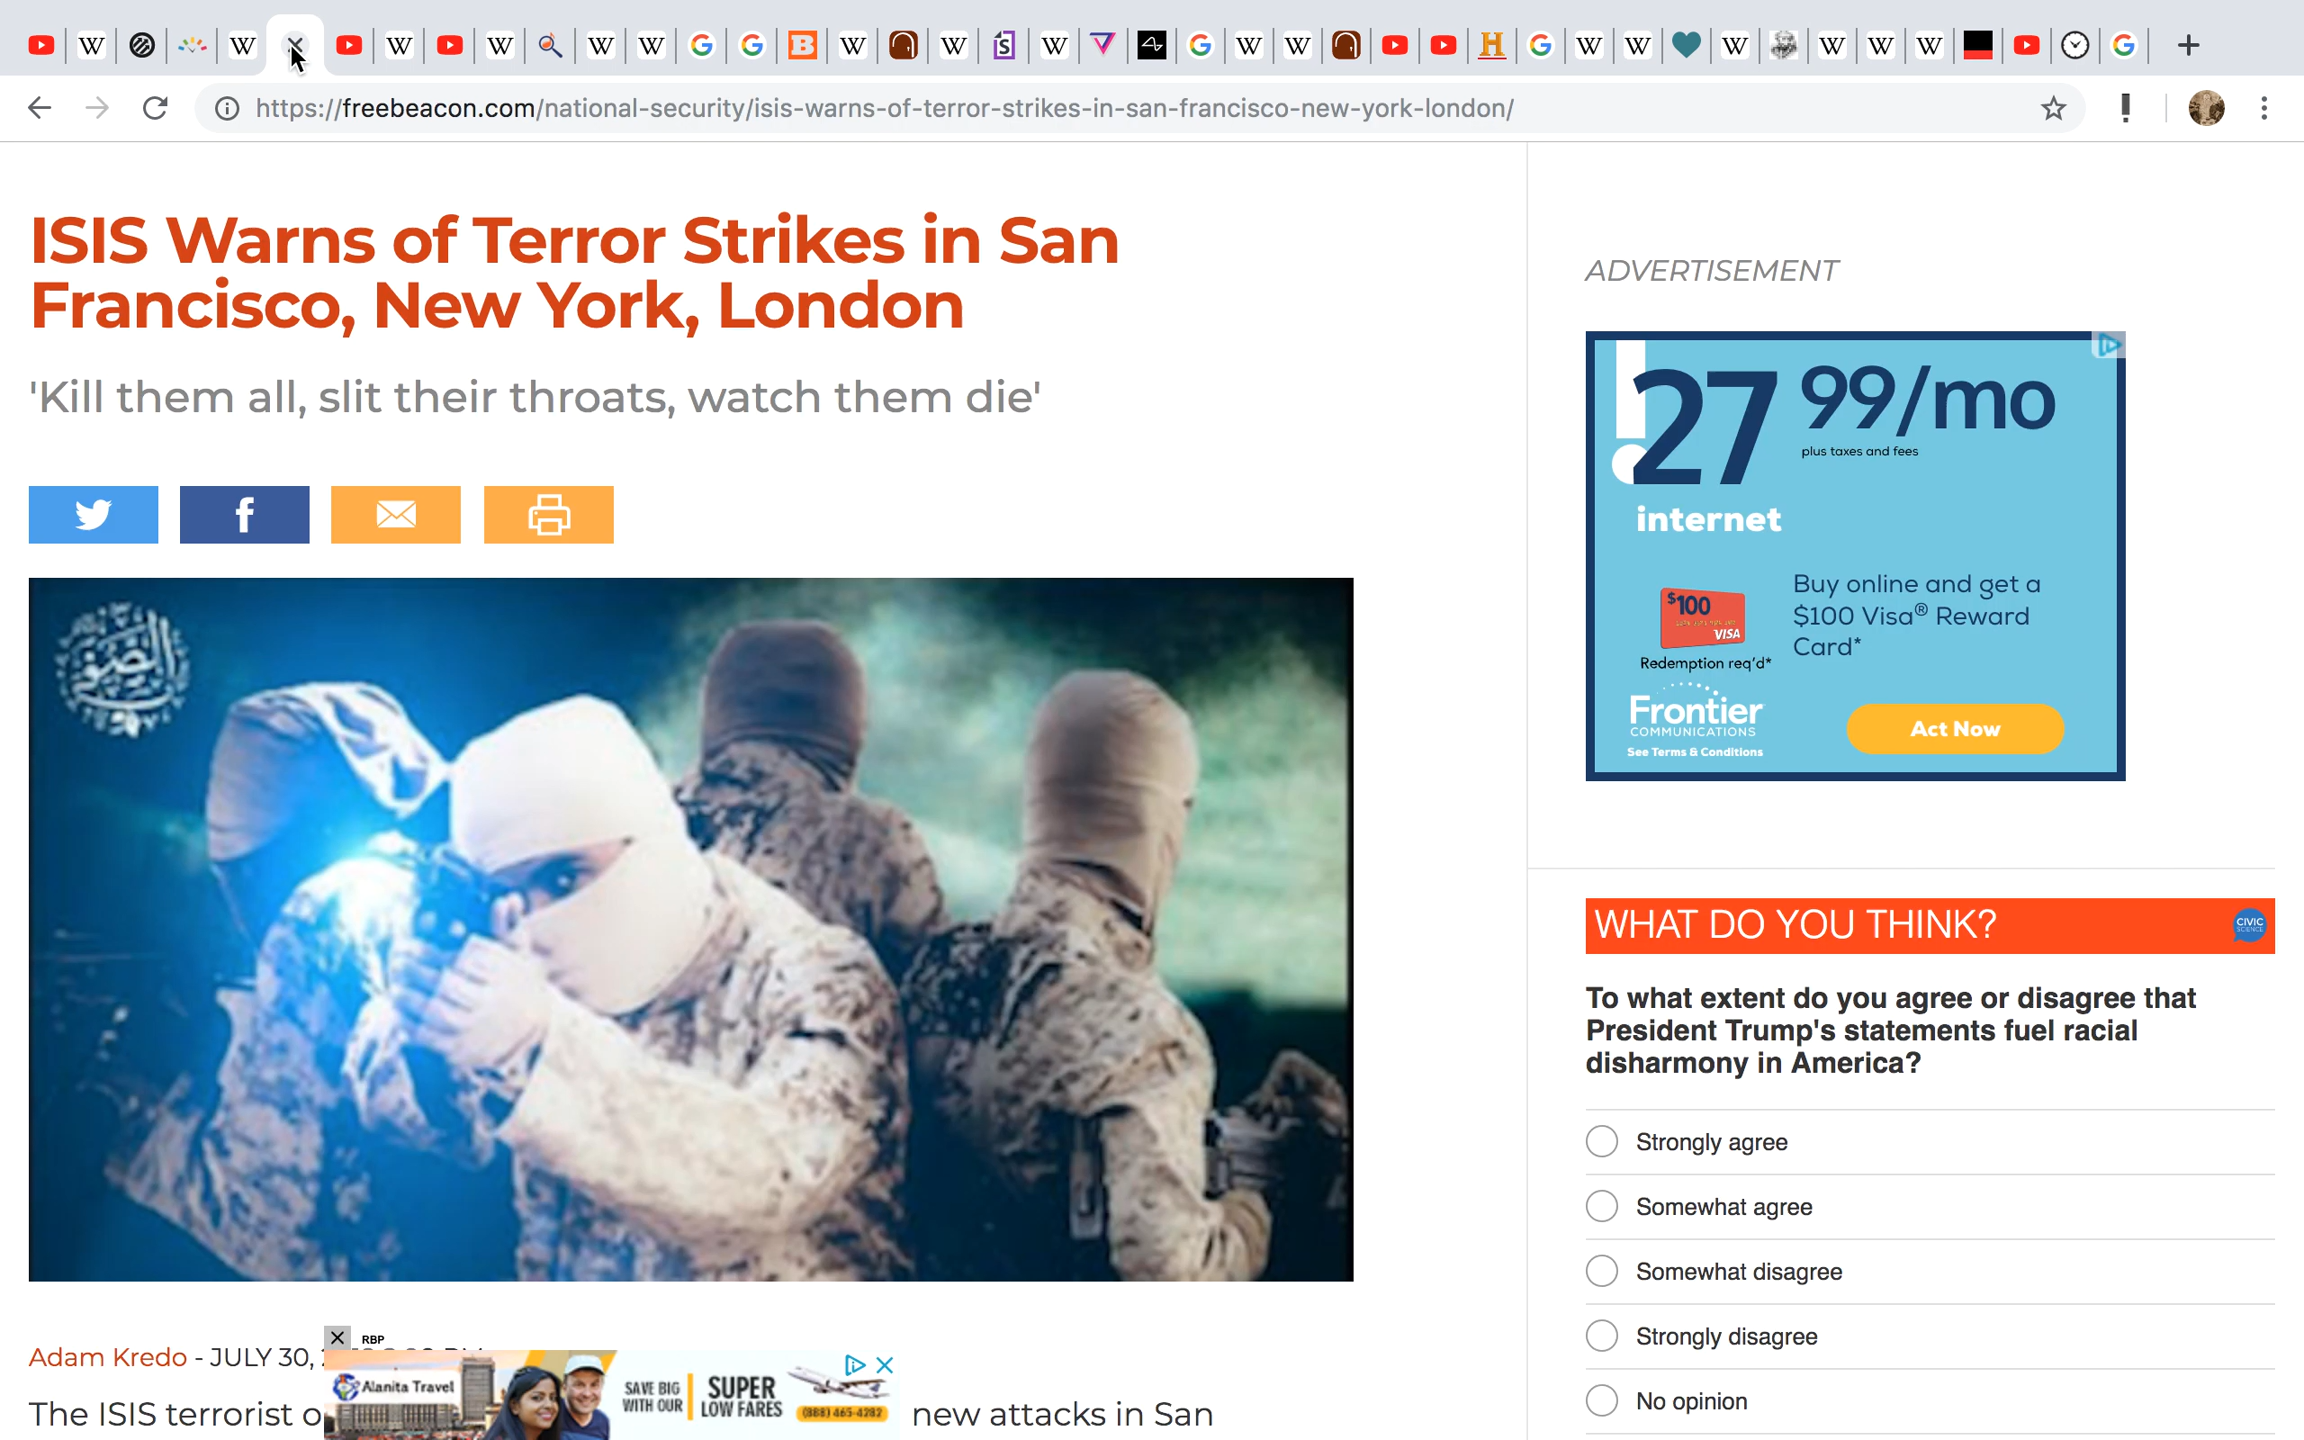 https://freebeacon.com/national-security/isis-warns-of-terror-strikes-in-san-francisco-new-york-london/
ISIS Warns of Terror Strikes in San
Francisco, New York, London
'Kill them all, slit their throats, watch them die'
Adam Kredo - JULY 30,
The ISIS terrorist o
new attacks in San
RBP
Alanita Travel
SAVE BIG
WITH OUR
SUPER
LOW FARES
(888) 465-4282
ADVERTISEMENT
27 99/mo
plus taxes and fees
internet
$100
VISA
Redemption req'd*
Buy online and get a
$100 Visa® Reward
Card*
Frontier
COMMUNICATIONS
See Terms & Conditions
Act Now
WHAT DO YOU THINK?
CIVIC
SCIENCE
To what extent do you agree or disagree that
President Trump's statements fuel racial
disharmony in America?
Strongly agree
Somewhat agree
Somewhat disagree
Strongly disagree
No opinion